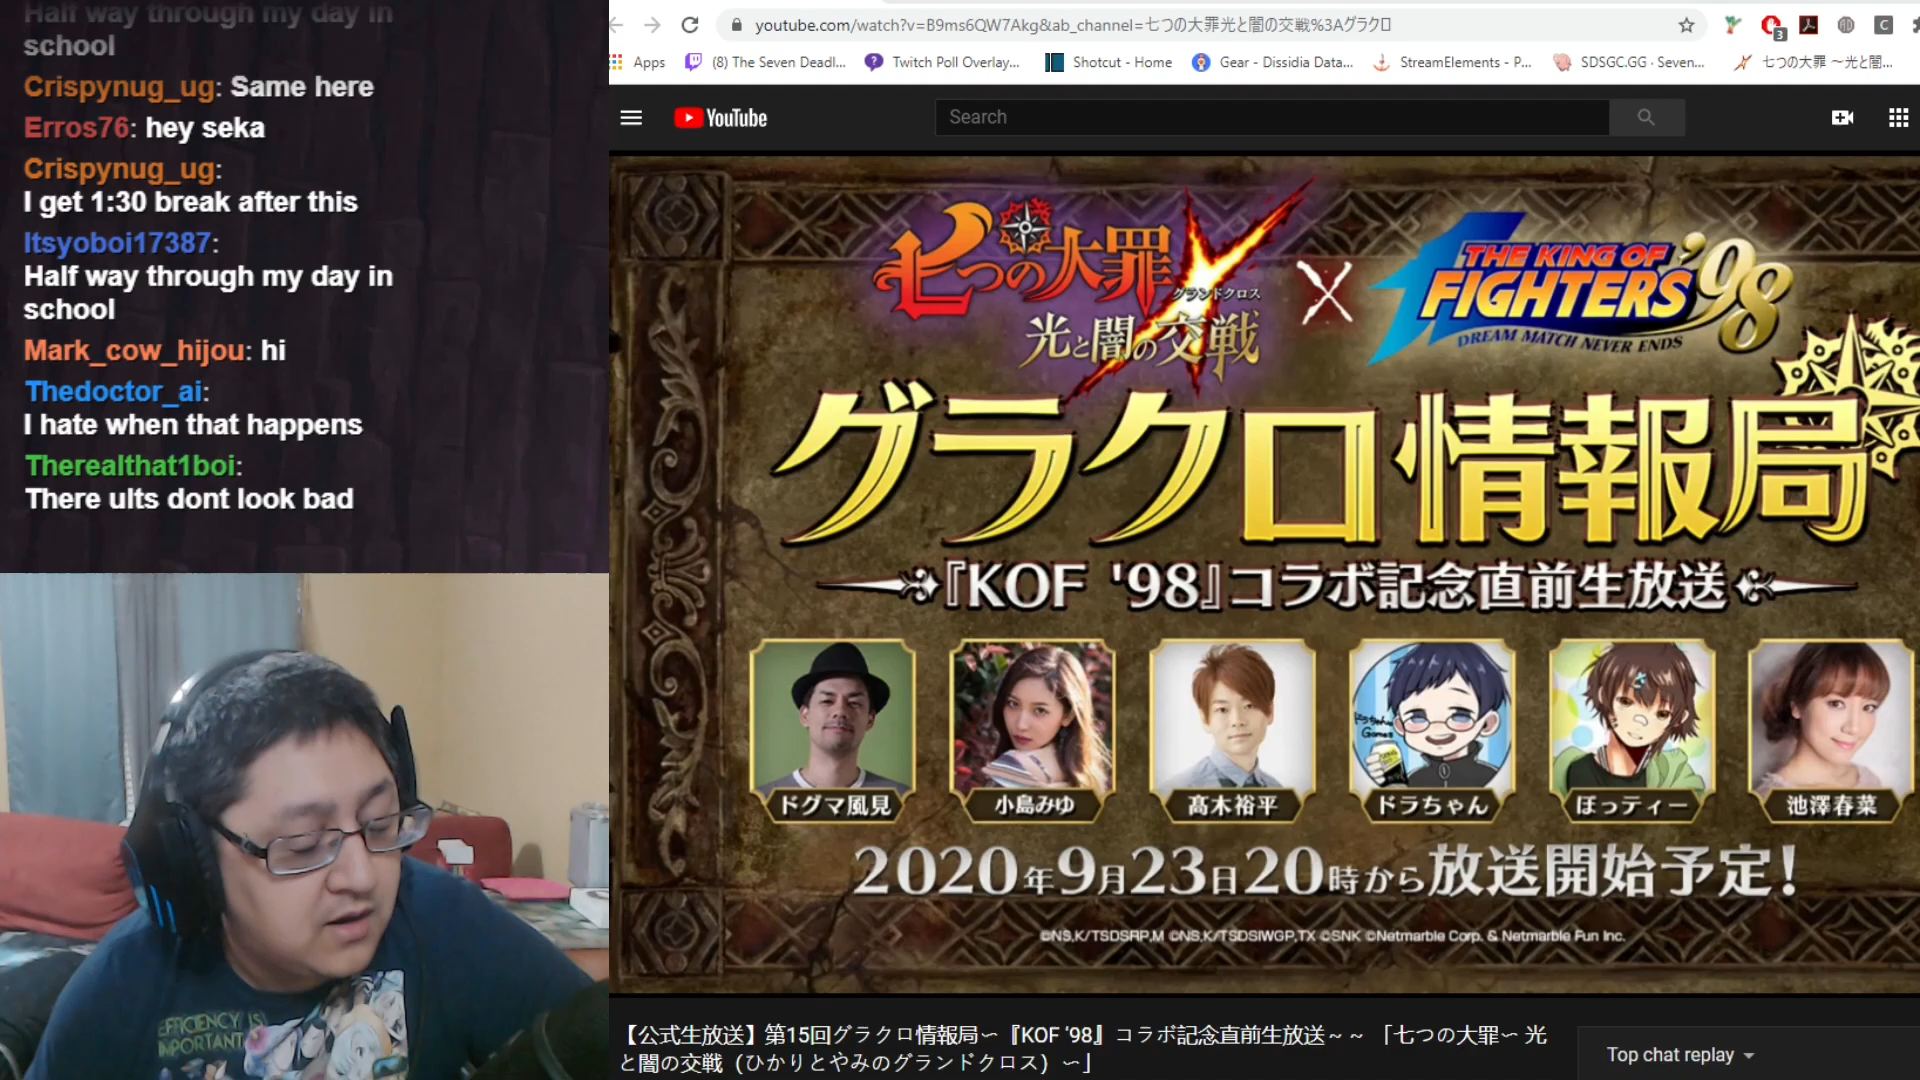 Half way through my day in
school
Crispynug_ug: Same here
Erros76: hey seka
Crispynug_ug:
I get 1:30 break after this
Itsyoboi17387:
Half way through my day in
school
Mark_cow_hijou: hi
Thedoctor_ai:
I hate when that happens
Therealthat1boi:
There ults dont look bad
EFFICIENCY IS
IMPORTANT
youtube.com/watch?v=B9ms6QW7Akg&ab_channel=七つの大罪光と闇の交戦%3Aグラクロ
3
C
Apps
(8) The Seven Deadl...
Twitch Poll Overlay...
Shotcut - Home
Gear - Dissidia Data...
StreamElements - P...
SDSGC.GG · Seven...
七つの大罪 〜光と闇...
YouTube
Search
七つの大罪
グランドクロス
光と闇の交戦
X
THE KING OF
FIGHTERS '98
DREAM MATCH NEVER ENDS
グラクロ情報局
『KOF '98』コラボ記念直前生放送
ドグマ風見
小島みゆ
髙木裕平
ドラちゃん
ぼっティー
池澤春菜
2020年9月23日20時から放送開始予定!
©NS,K/TSDSRP,M ©NS,K/TSDSIWGP,TX ©SNK ©Netmarble Corp. & Netmarble Fun Inc.
【公式生放送】第15回グラクロ情報局〜『KOF '98』コラボ記念直前生放送～～ 「七つの大罪〜 光
と闇の交戦（ひかりとやみのグランドクロス）〜」
Top chat replay